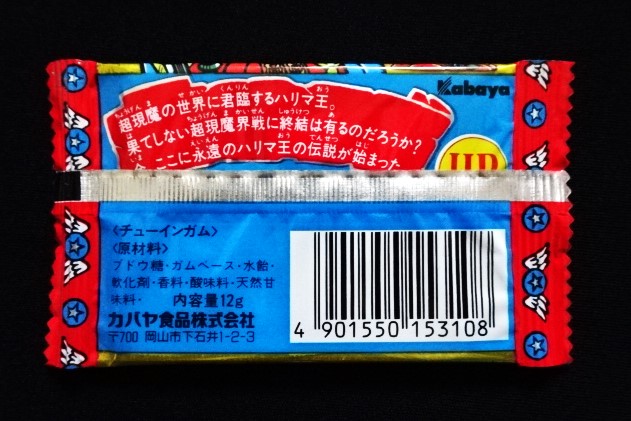 Kabaya
超現魔の世界に君臨するハリマ王。
果てしない超現魔界戦に終結は有るのだろうか?
今、ここに永遠のハリマ王の伝説が始まった
HP
〈チューインガム〉
〈原材料〉
ブドウ糖・ガムベース・水飴・
軟化剤・香料・酸味料・天然甘
味料・ 内容量12g
カバヤ食品株式会社
〒700 岡山市下石井1-2-3
4 901550 153108